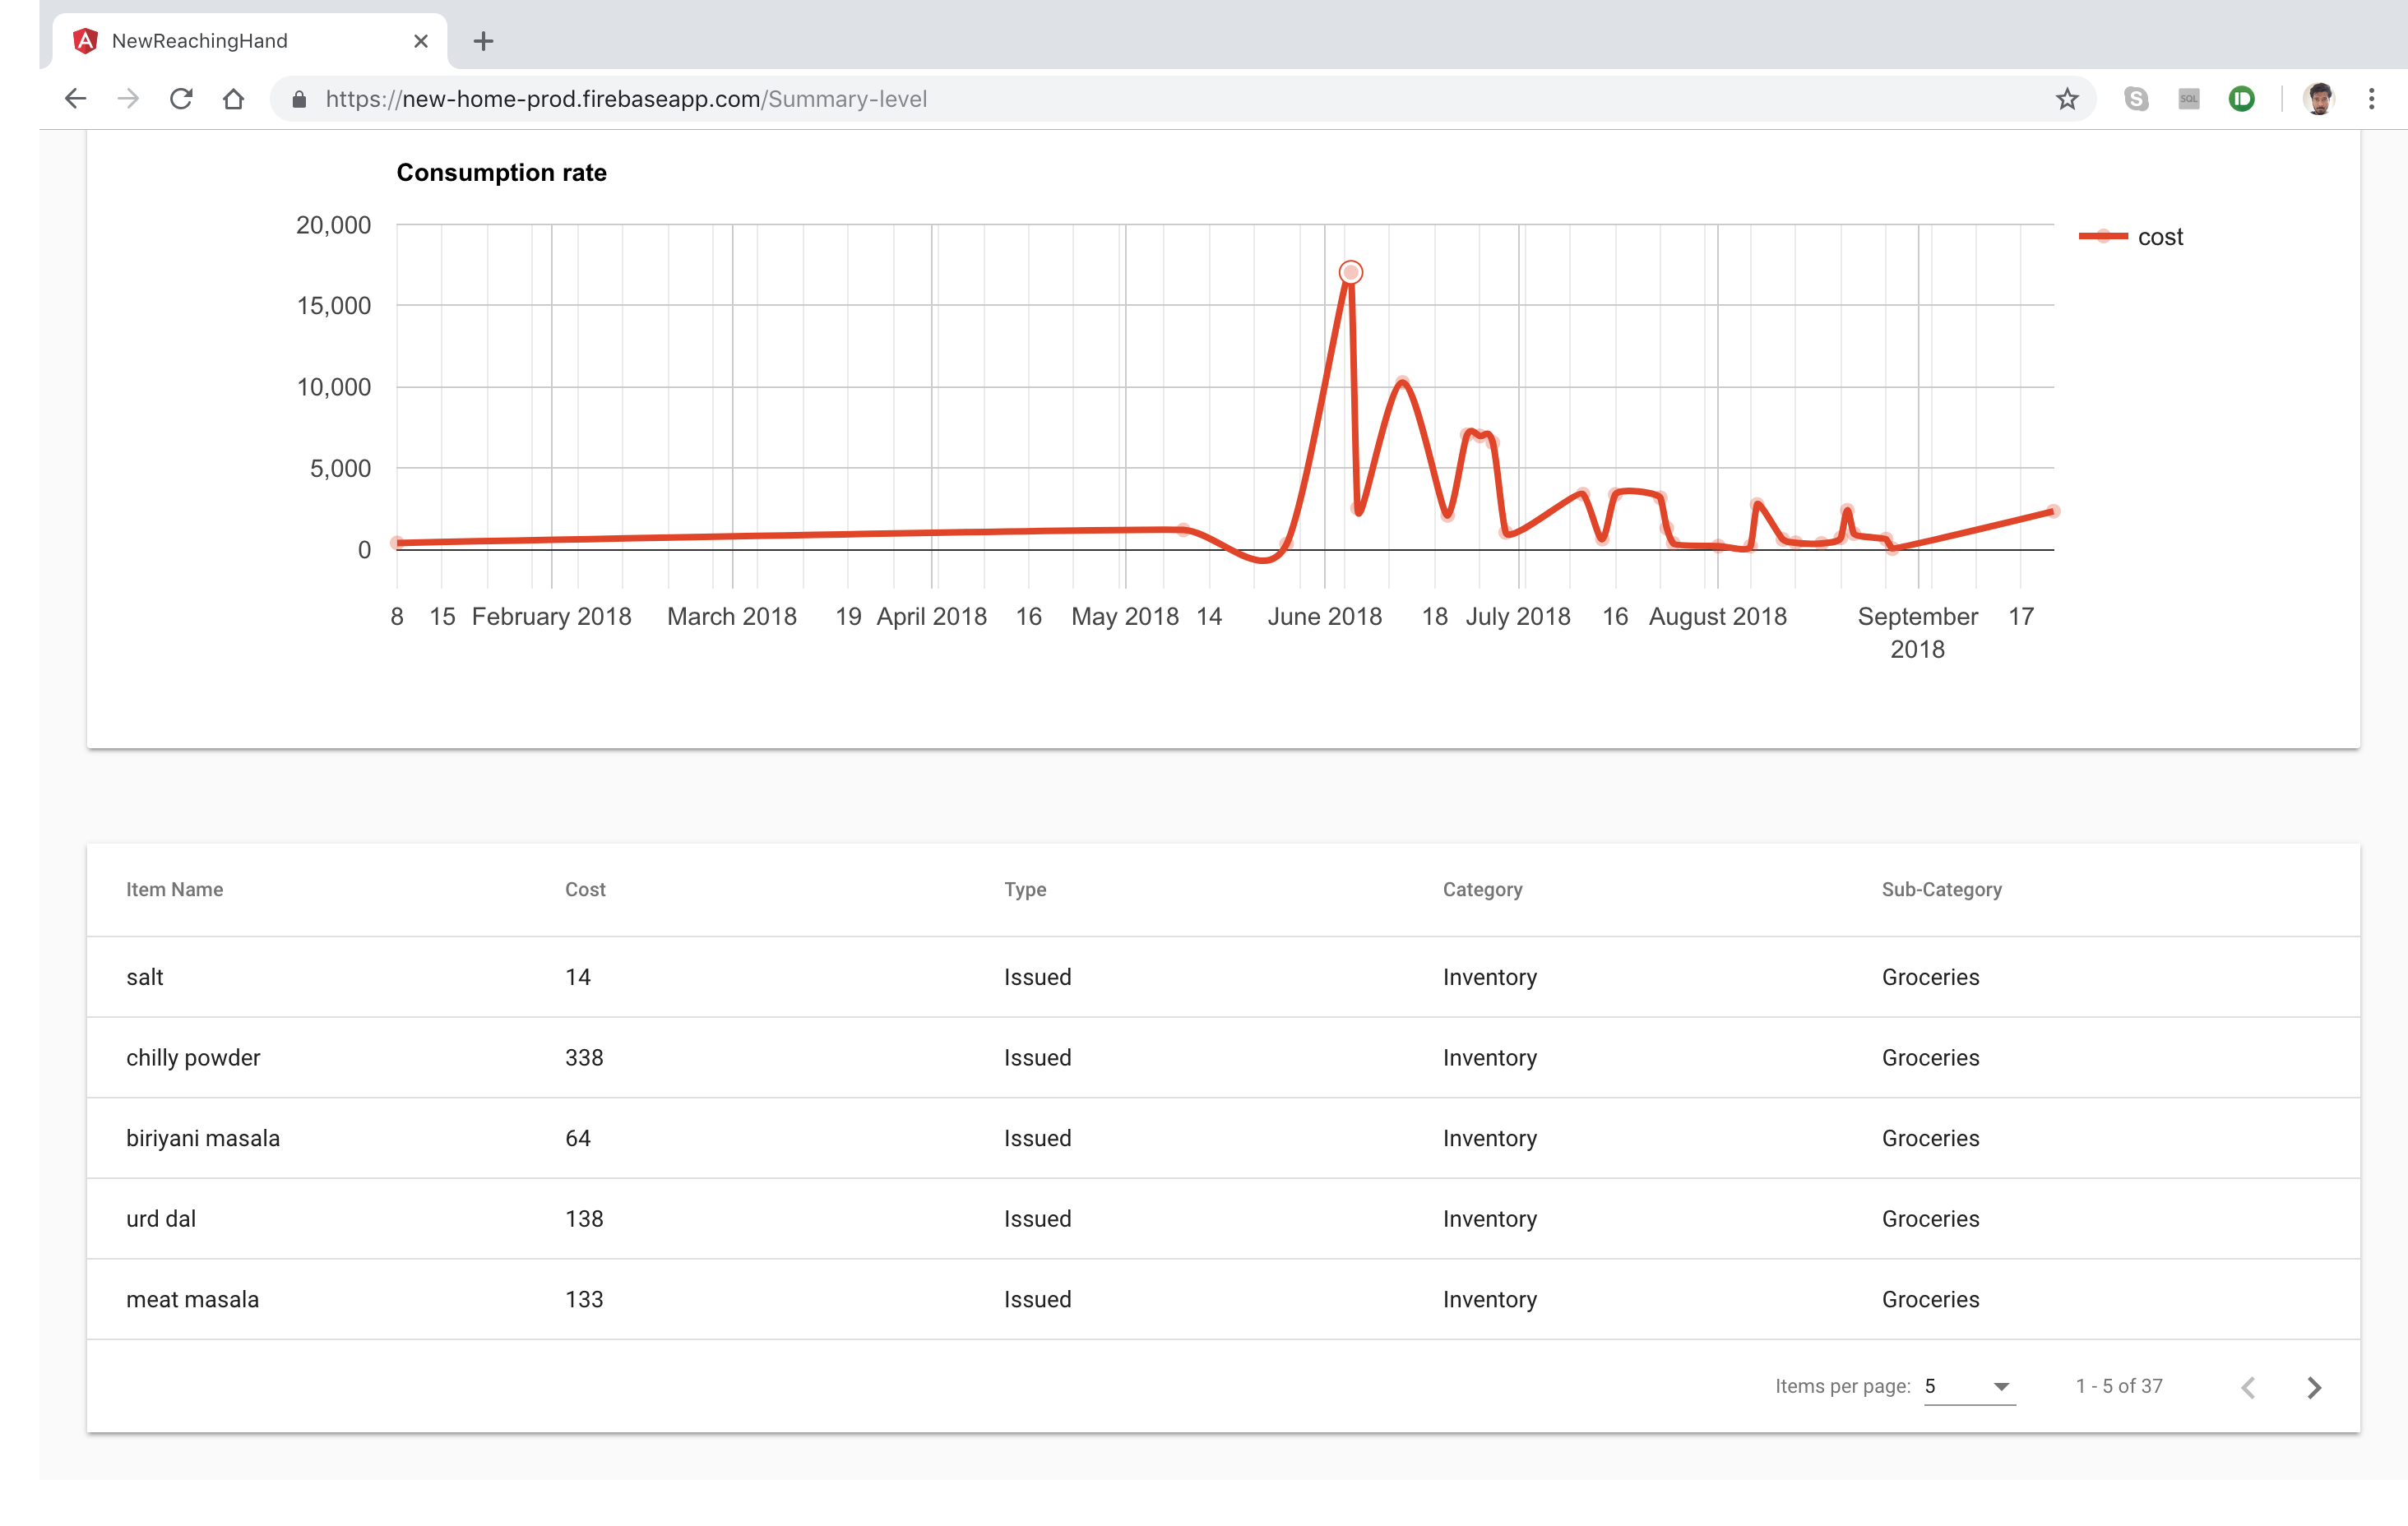 NewReachingHand
https://new-home-prod.firebaseapp.com/Summary-level
SQL
Consumption rate
20,000
15,000
10,000
5,000
0
cost
8 15 February 2018 March 2018 19 April 2018 16 May 2018 14 June 2018 18 July 2018 16 August 2018 September 17
2018
Item Name Cost Type Category Sub-Category
salt 14 Issued Inventory Groceries
chilly powder 338 Issued Inventory Groceries
biriyani masala 64 Issued Inventory Groceries
urd dal 138 Issued Inventory Groceries
meat masala 133 Issued Inventory Groceries
Items per page: 5 1 - 5 of 37